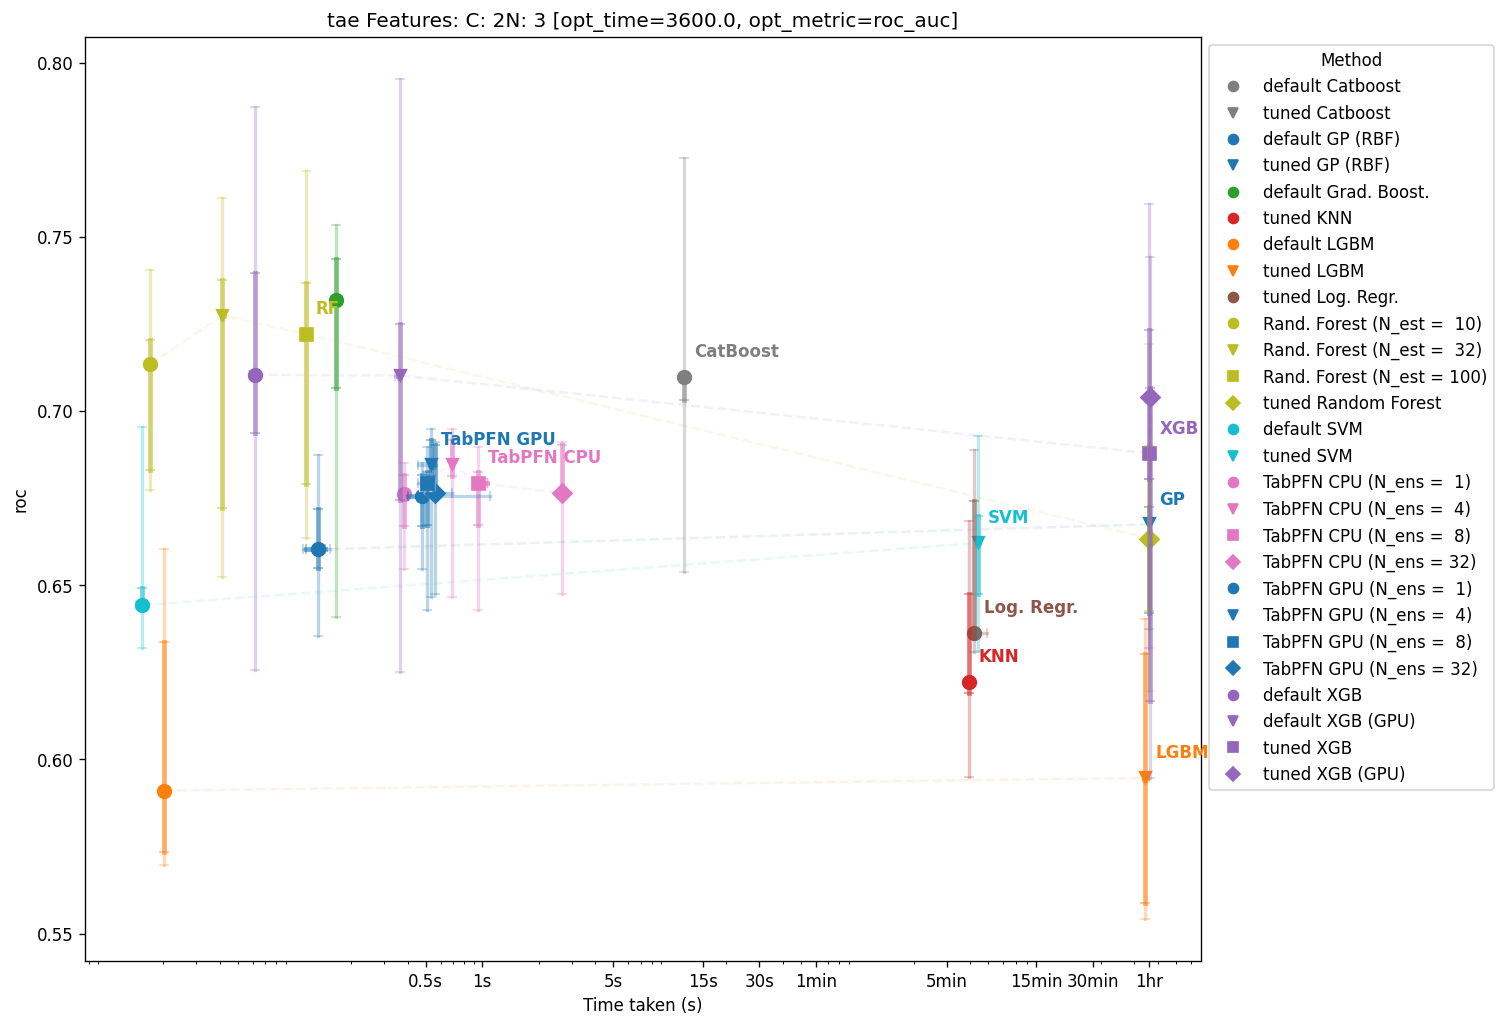 tae Features: C: 2N: 3 [opt_time=3600.0, opt_metric=roc_auc]
0.80
0.75
0.70
0.65
0.60
0.55
roc
RF
CatBoost
TabPFN GPU
TabPFN CPU
XGB
GP
SVM
Log. Regr.
KNN
LGBM
0.5s
1s
5s
15s
30s
1min
5min
15min
30min
1hr
Time taken (s)
Method
default Catboost
tuned Catboost
default GP (RBF)
tuned GP (RBF)
default Grad. Boost.
tuned KNN
default LGBM
tuned LGBM
tuned Log. Regr.
Rand. Forest (N_est =  10)
Rand. Forest (N_est =  32)
Rand. Forest (N_est = 100)
tuned Random Forest
default SVM
tuned SVM
TabPFN CPU (N_ens =  1)
TabPFN CPU (N_ens =  4)
TabPFN CPU (N_ens =  8)
TabPFN CPU (N_ens = 32)
TabPFN GPU (N_ens =  1)
TabPFN GPU (N_ens =  4)
TabPFN GPU (N_ens =  8)
TabPFN GPU (N_ens = 32)
default XGB
default XGB (GPU)
tuned XGB
tuned XGB (GPU)